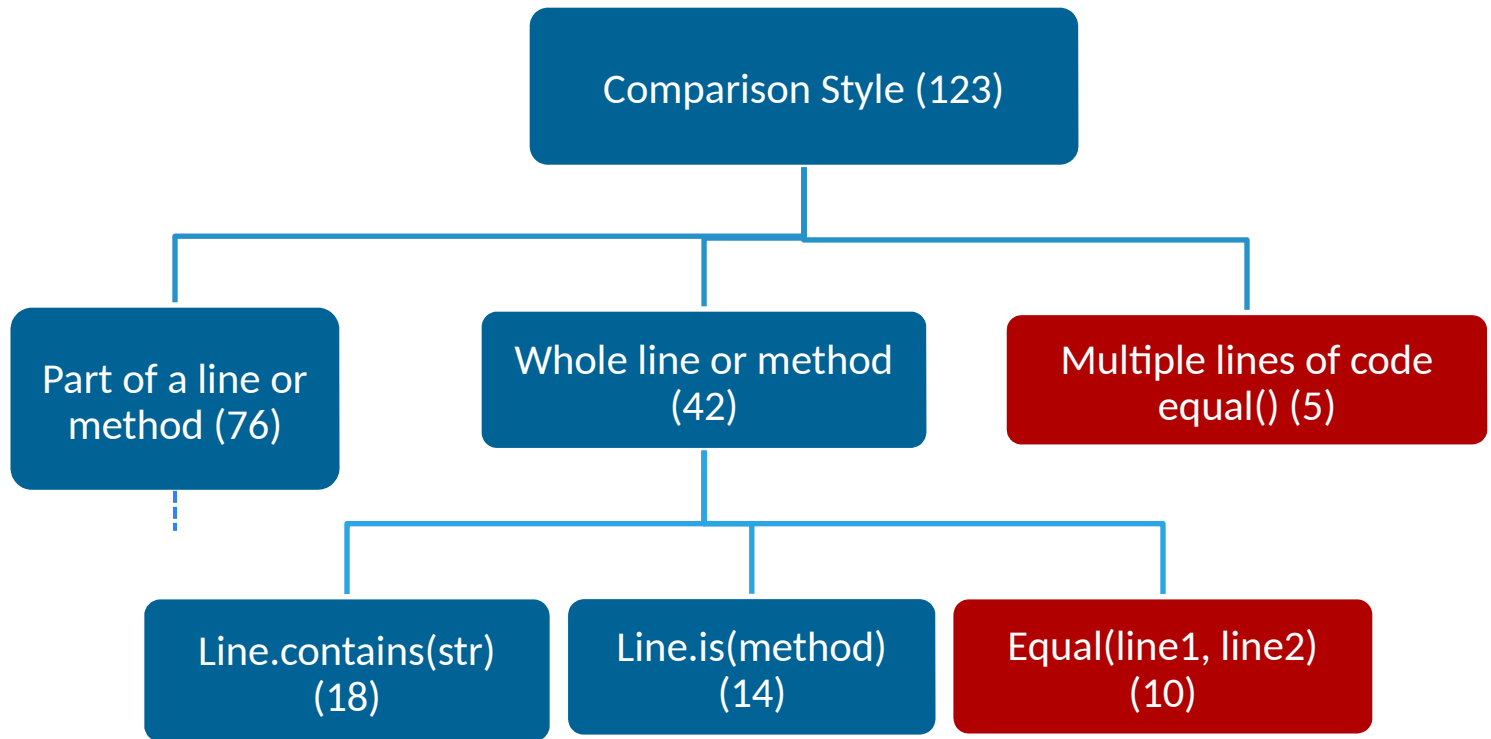 Comparison Style (123)
Part of a line or
method (76)
Whole line or method
(42)
Multiple lines of code
equal() (5)
Line.contains(str)
(18)
Line.is(method)
(14)
Equal(line1, line2)
(10)